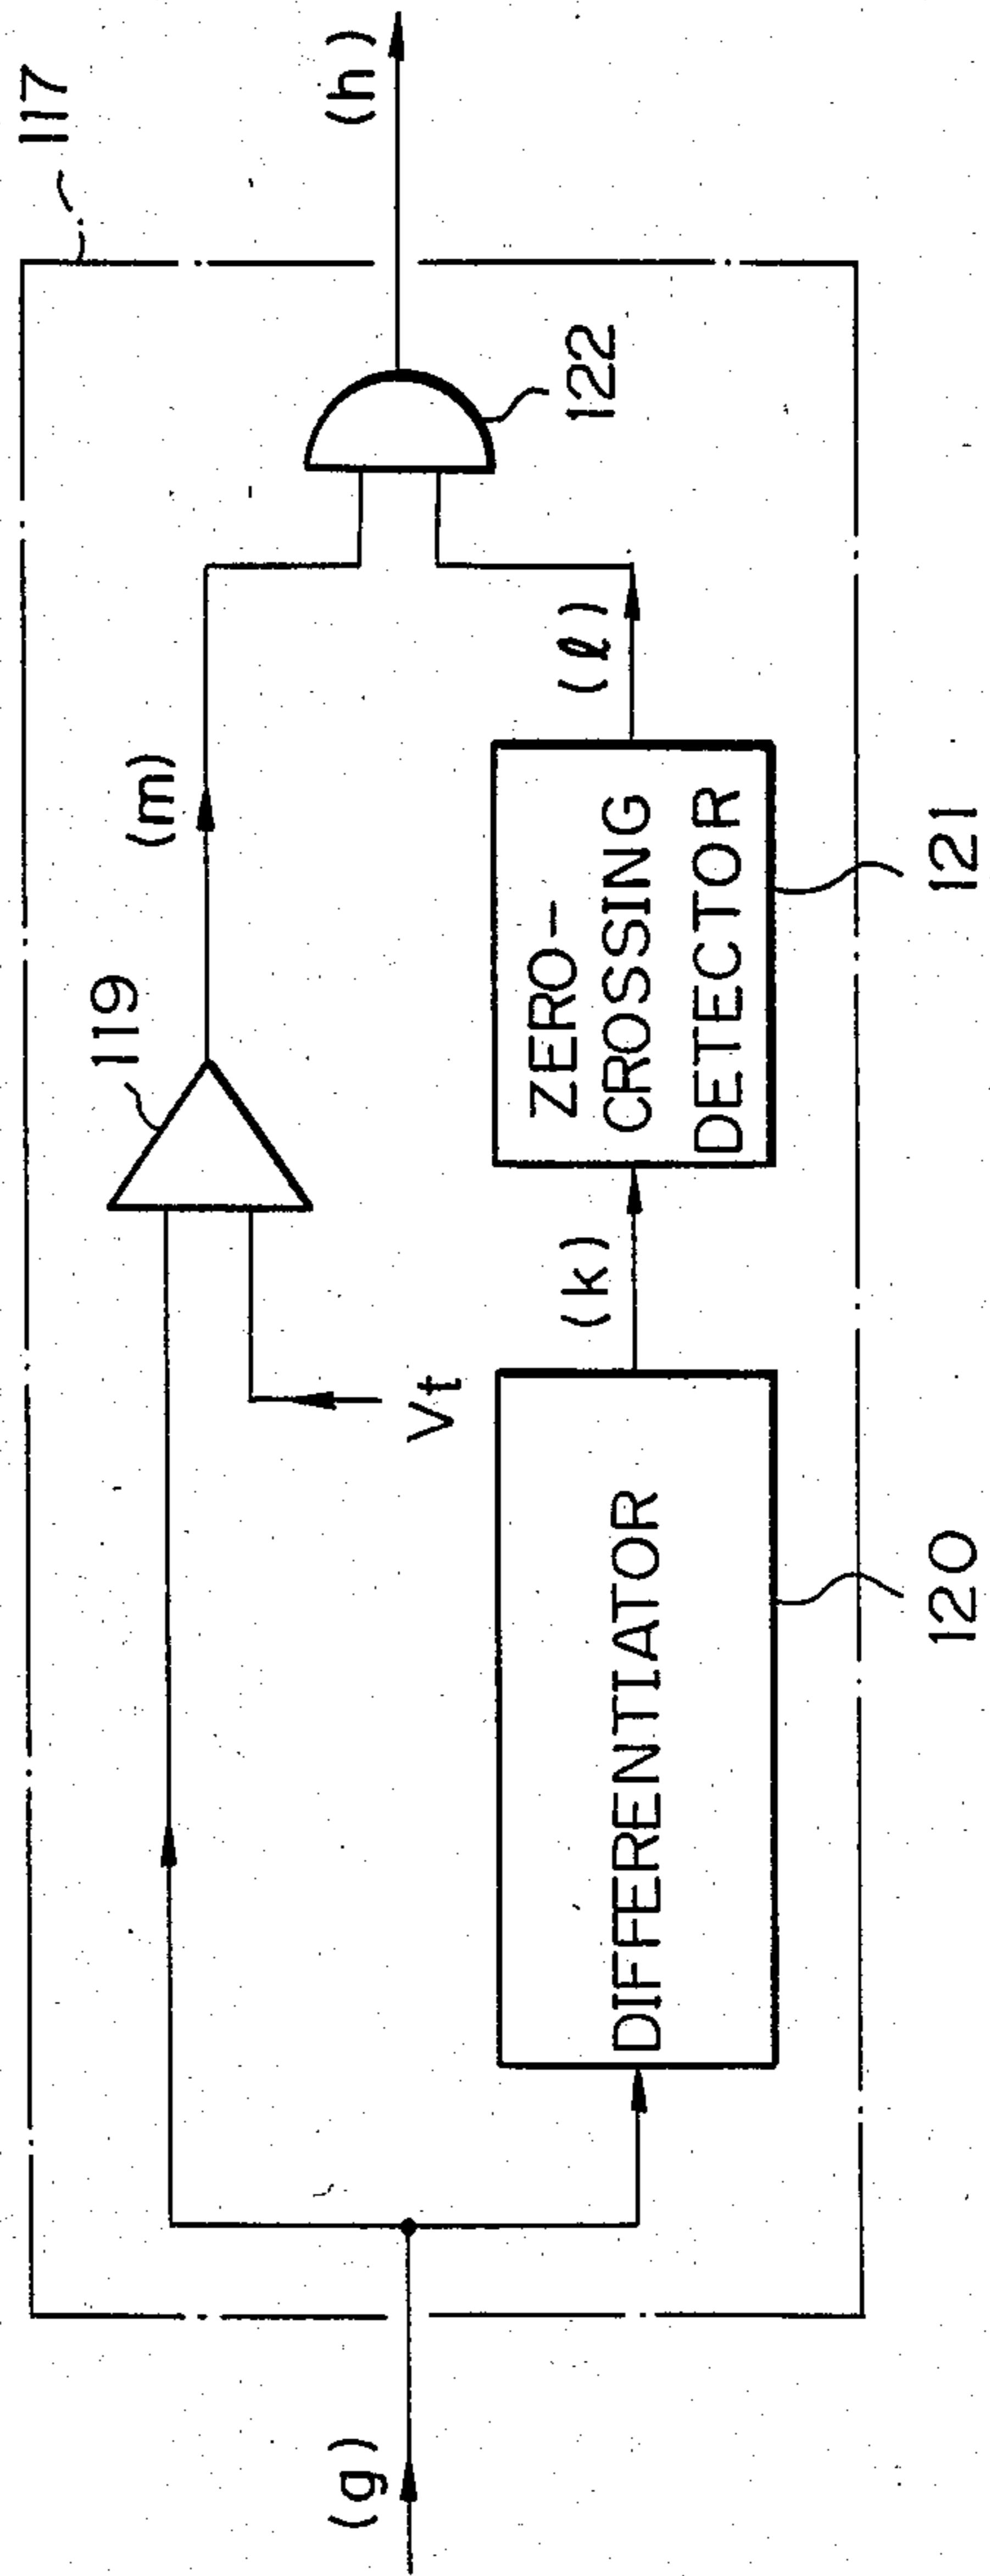 117
(h)
122
(m)
119
(ℓ)
ZERO-
CROSSING
DETECTOR
121
(k)
Vt
DIFFERENTIATOR
120
(g)